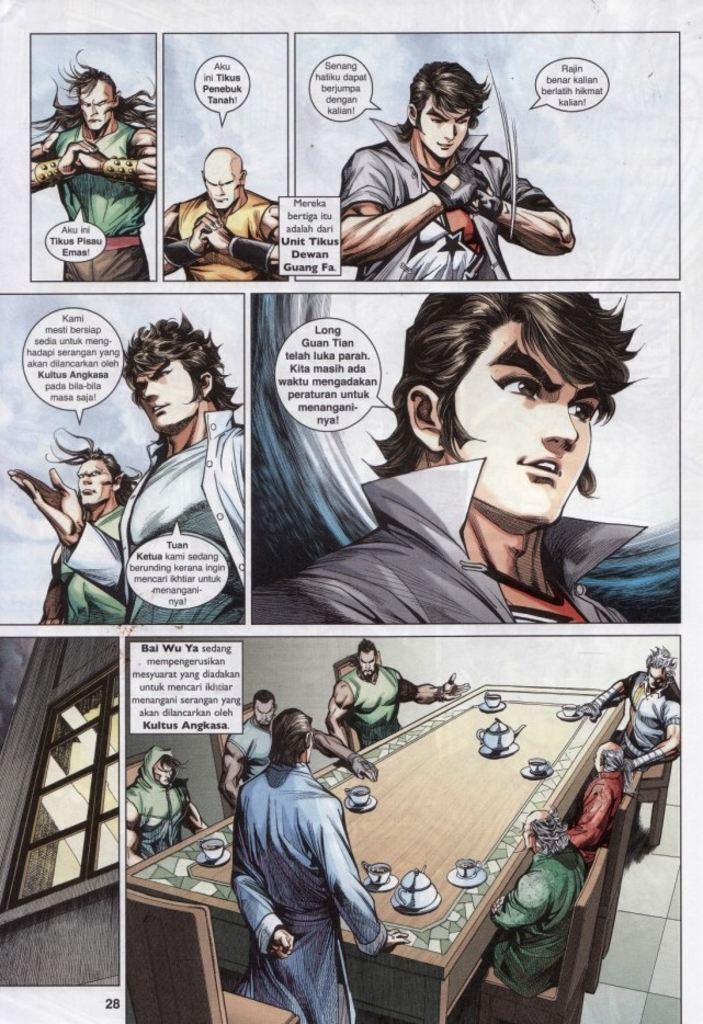 Aku ini
Tikus Pisau
Emas!
Aku
ini Tikus
Penebuk
Tanah!
Senang
hatiku dapat
berjumpa
dengan
kalian!
Rajin
benar kalian
berlatih hikmat
kalian!
Mereka
bertiga itu
adalah dari
Unit Tikus
Dewan
Guang Fa.
Kami
mesti bersiap
sedia untuk meng-
hadapi serangan yang
akan dilancarkan oleh
Kultus Angkasa
pada bila-bila
masa saja!
Tuan
Ketua kami sedang
berunding kerana ingin
mencari ikhtiar untuk
menangani-
nya!
Long
Guan Tian
telah luka parah.
Kita masih ada
waktu mengadakan
peraturan untuk
menangani-
nya!
Bai Wu Ya sedang
mempengerusikan
mesyuarat yang diadakan
untuk mencari ikhtiar
menangani serangan yang
akan dilancarkan oleh
Kultus Angkasa.
28